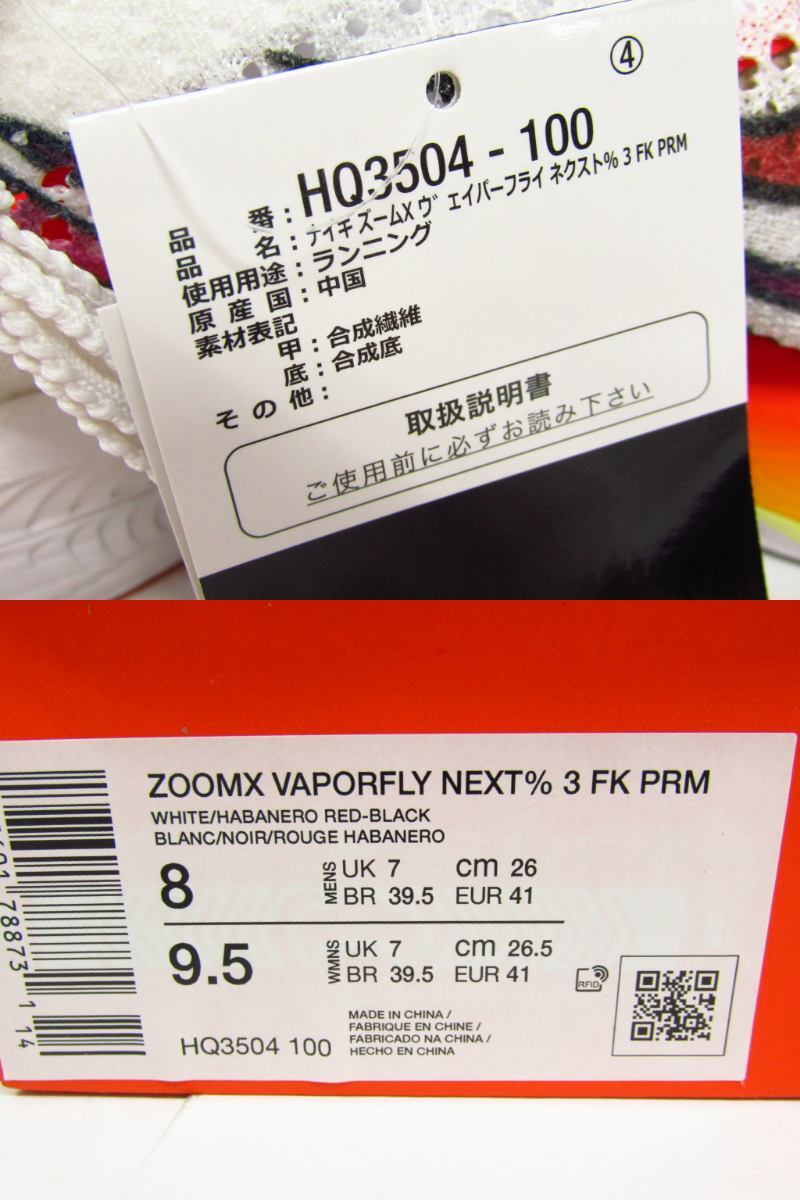 ④
品 番：HQ3504 - 100
品 名：ナイキ ズームX ヴェイパーフライ ネクスト% 3 FK PRM
使用用途：ランニング
原産国：中国
素材表記
甲：合成繊維
底：合成底
その他：
取扱説明書
ご使用前に必ずお読み下さい
ZOOMX VAPORFLY NEXT% 3 FK PRM
WHITE/HABANERO RED-BLACK
BLANC/NOIR/ROUGE HABANERO
8 MENS UK 7 cm 26
BR 39.5 EUR 41
9.5 WMNS UK 7 cm 26.5
BR 39.5 EUR 41
RFID
HQ3504 100
MADE IN CHINA /
FABRIQUE EN CHINE /
FABRICADO NA CHINA /
HECHO EN CHINA
78873 1 14